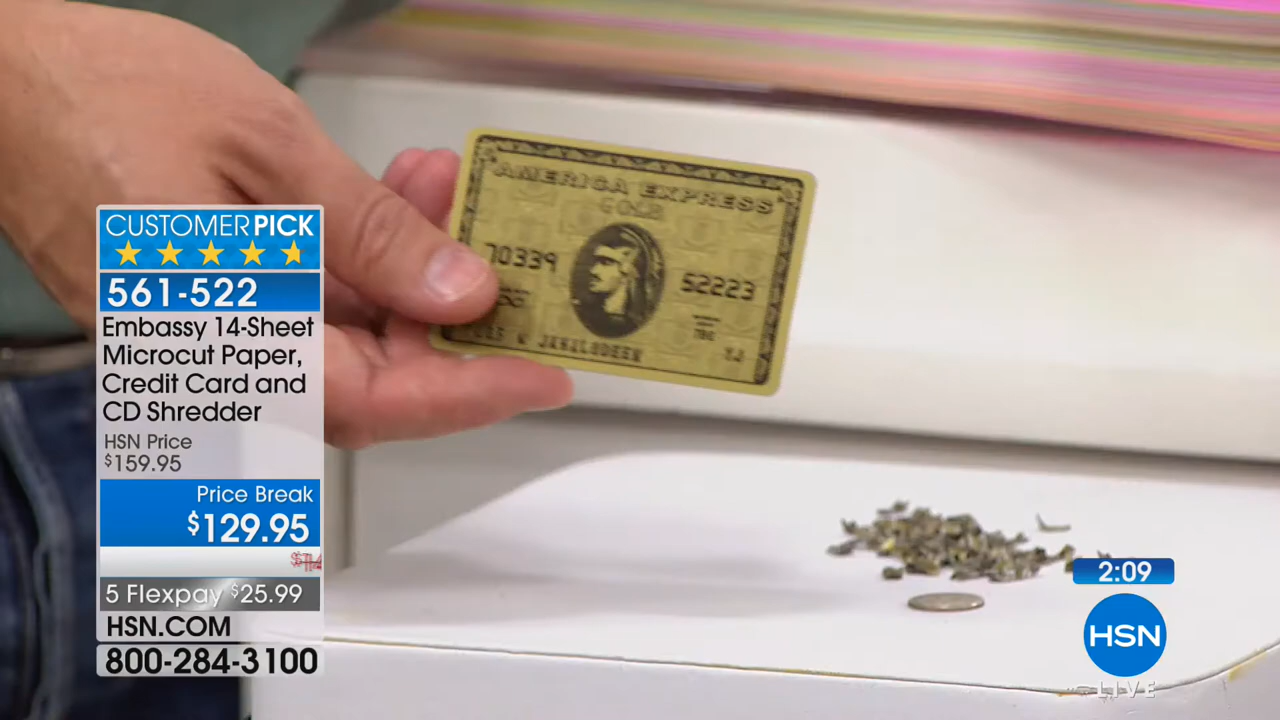 CUSTOMER PICK
561-522
Embassy 14-Sheet
Microcut Paper,
Credit Card and
CD Shredder
HSN Price
$159.95
Price Break
$129.95
5 Flexpay $25.99
HSN.COM
800-284-3100
AMERICA EXPRESS
GOLD
70339 52223
2:09
HSN
LIVE